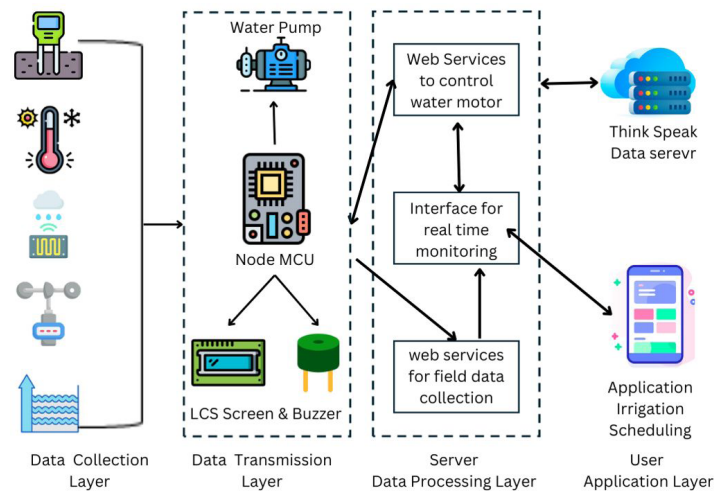 Water Pump
Node MCU
LCS Screen & Buzzer
Web Services
to control
water motor
Interface for
real time
monitoring
web services
for field data
collection
Think Speak
Data serevr
Application
Irrigation
Scheduling
Data Collection
Layer
Data Transmission
Layer
Server
Data Processing Layer
User
Application Layer